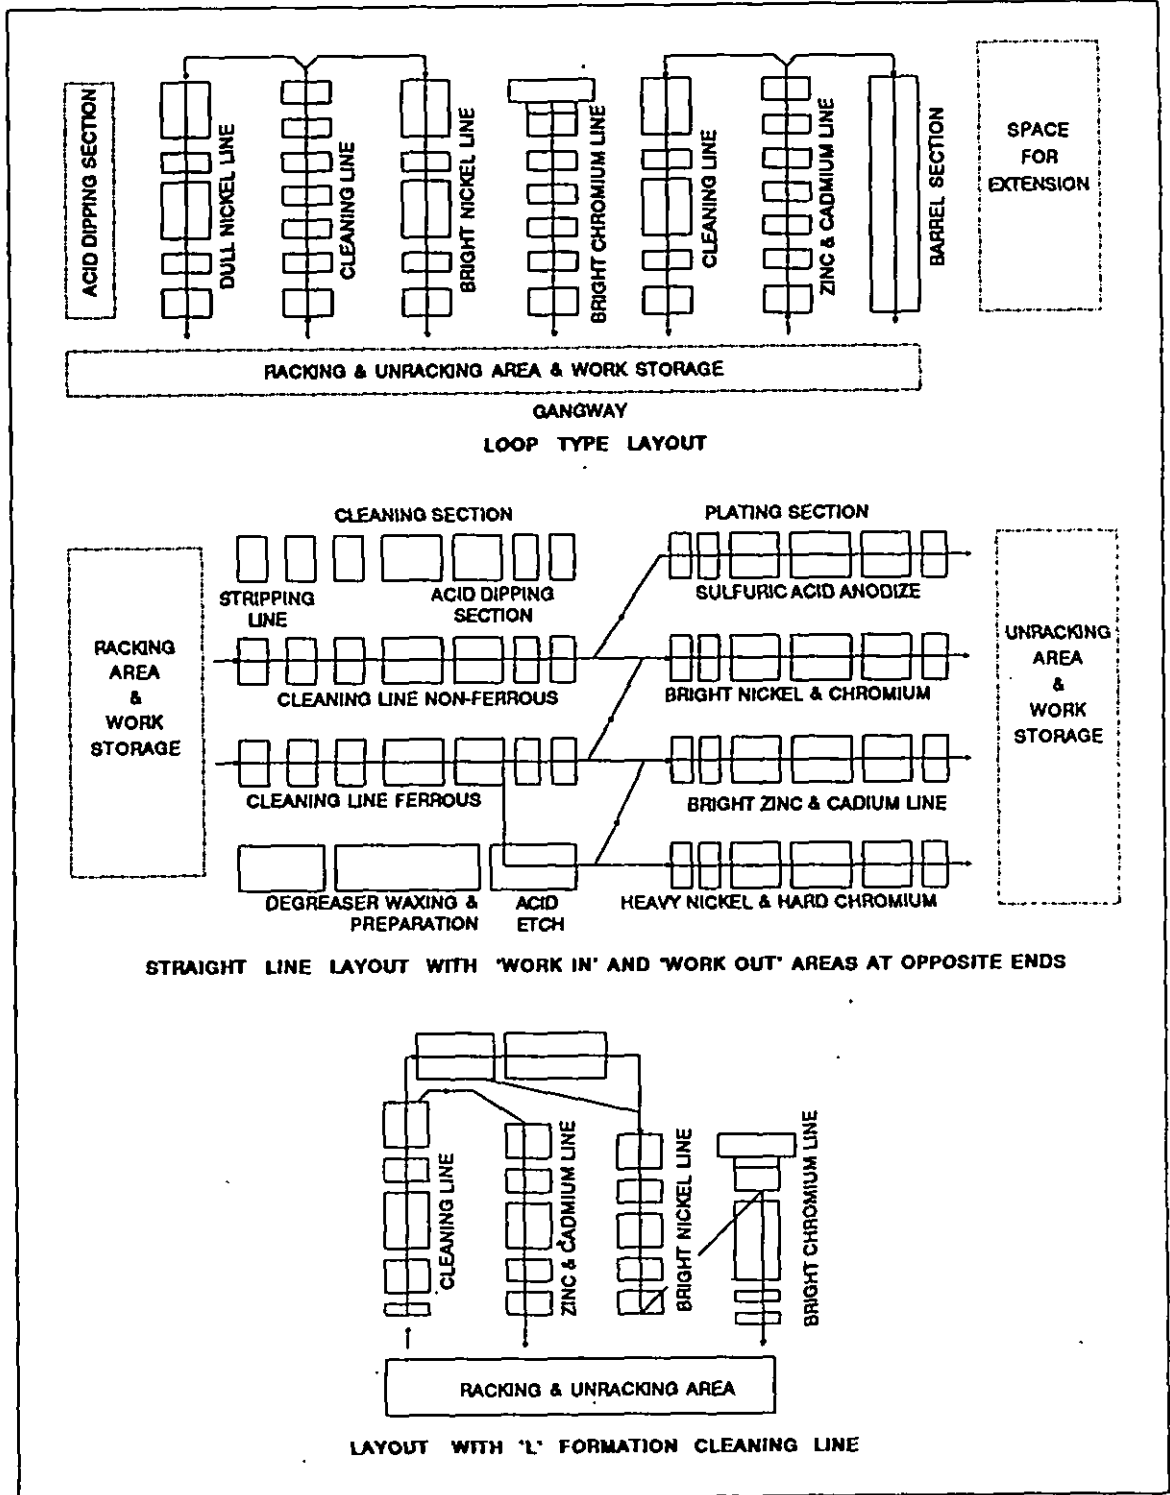 ACID DIPPING SECTION
DULL NICKEL LINE
CLEANING LINE
BRIGHT NICKEL LINE
BRIGHT CHROMIUM LINE
CLEANING LINE
ZINC & CADMIUM LINE
BARREL SECTION
SPACE
FOR
EXTENSION
RACKING & UNRACKING AREA & WORK STORAGE
GANGWAY
LOOP TYPE LAYOUT
CLEANING SECTION
PLATING SECTION
STRIPPING
LINE
ACID DIPPING
SECTION
SULFURIC ACID ANODIZE
RACKING
AREA
&
WORK
STORAGE
UNRACKING
AREA
&
WORK
STORAGE
CLEANING LINE NON-FERROUS
BRIGHT NICKEL & CHROMIUM
CLEANING LINE FERROUS
BRIGHT ZINC & CADIUM LINE
DEGREASER WAXING &
PREPARATION
ACID
ETCH
HEAVY NICKEL & HARD CHROMIUM
STRAIGHT LINE LAYOUT WITH 'WORK IN' AND 'WORK OUT' AREAS AT OPPOSITE ENDS
CLEANING LINE
ZINC & CADMIUM LINE
BRIGHT NICKEL LINE
BRIGHT CHROMIUM LINE
RACKING & UNRACKING AREA
LAYOUT WITH 'L' FORMATION CLEANING LINE